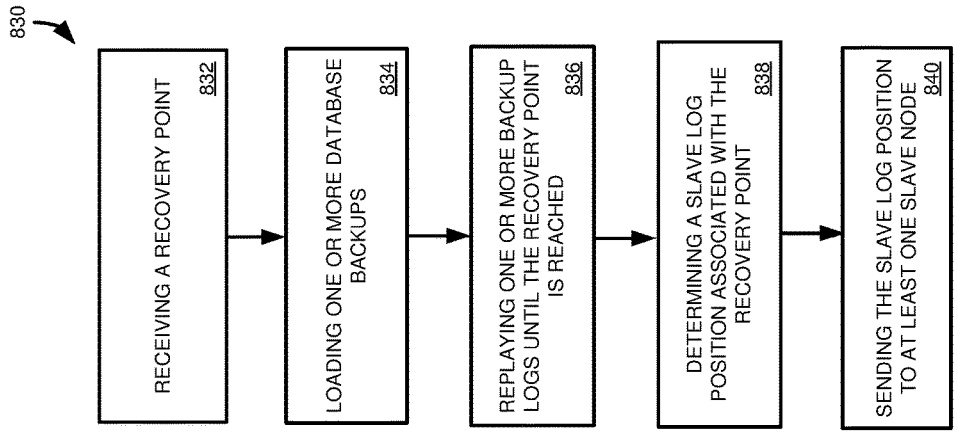 830
RECEIVING A RECOVERY POINT
832
LOADING ONE OR MORE DATABASE
BACKUPS
834
REPLAYING ONE OR MORE BACKUP
LOGS UNTIL THE RECOVERY POINT
IS REACHED
836
DETERMINING A SLAVE LOG
POSITION ASSOCIATED WITH THE
RECOVERY POINT
838
SENDING THE SLAVE LOG POSITION
TO AT LEAST ONE SLAVE NODE
840